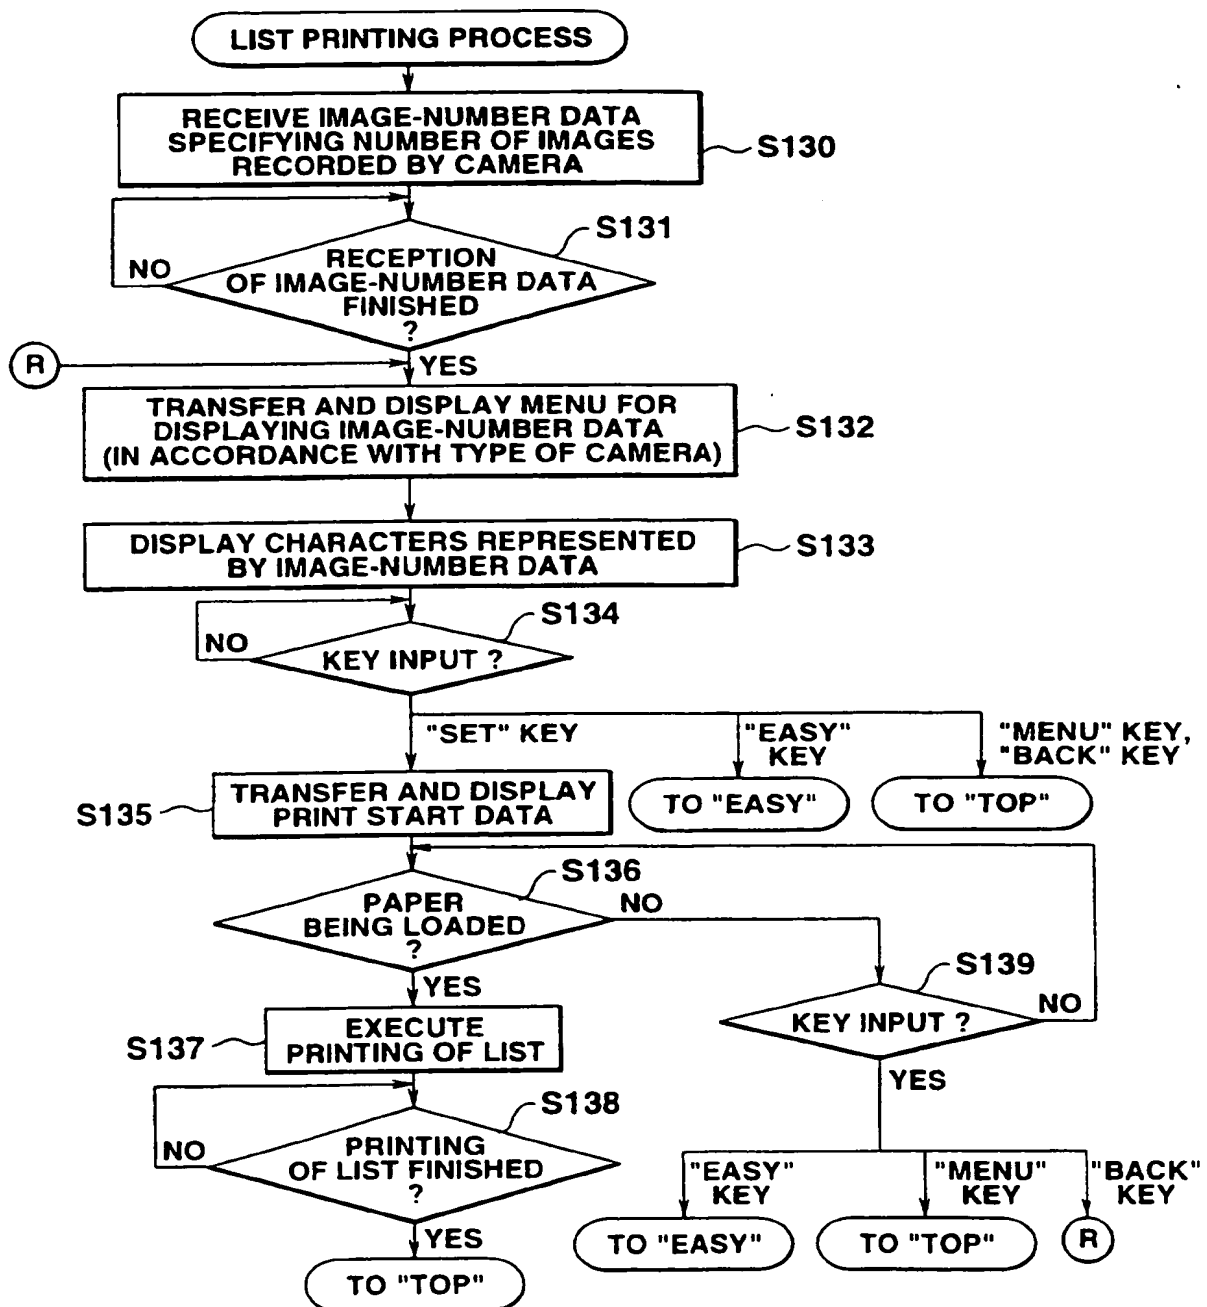 LIST PRINTING PROCESS
RECEIVE IMAGE-NUMBER DATA
SPECIFYING NUMBER OF IMAGES
RECORDED BY CAMERA
S130
S131
RECEPTION
OF IMAGE-NUMBER DATA
FINISHED
?
NO
R
YES
TRANSFER AND DISPLAY MENU FOR
DISPLAYING IMAGE-NUMBER DATA
(IN ACCORDANCE WITH TYPE OF CAMERA)
S132
DISPLAY CHARACTERS REPRESENTED
BY IMAGE-NUMBER DATA
S133
S134
NO
KEY INPUT ?
"SET" KEY
"EASY"
KEY
"MENU" KEY,
"BACK" KEY
S135
TRANSFER AND DISPLAY
PRINT START DATA
TO "EASY"
TO "TOP"
S136
PAPER
BEING LOADED
?
NO
YES
S139
KEY INPUT ?
NO
YES
S137
EXECUTE
PRINTING OF LIST
S138
NO
PRINTING
OF LIST FINISHED
?
"EASY"
KEY
"MENU"
KEY
"BACK"
KEY
YES
TO "EASY"
TO "TOP"
R
TO "TOP"